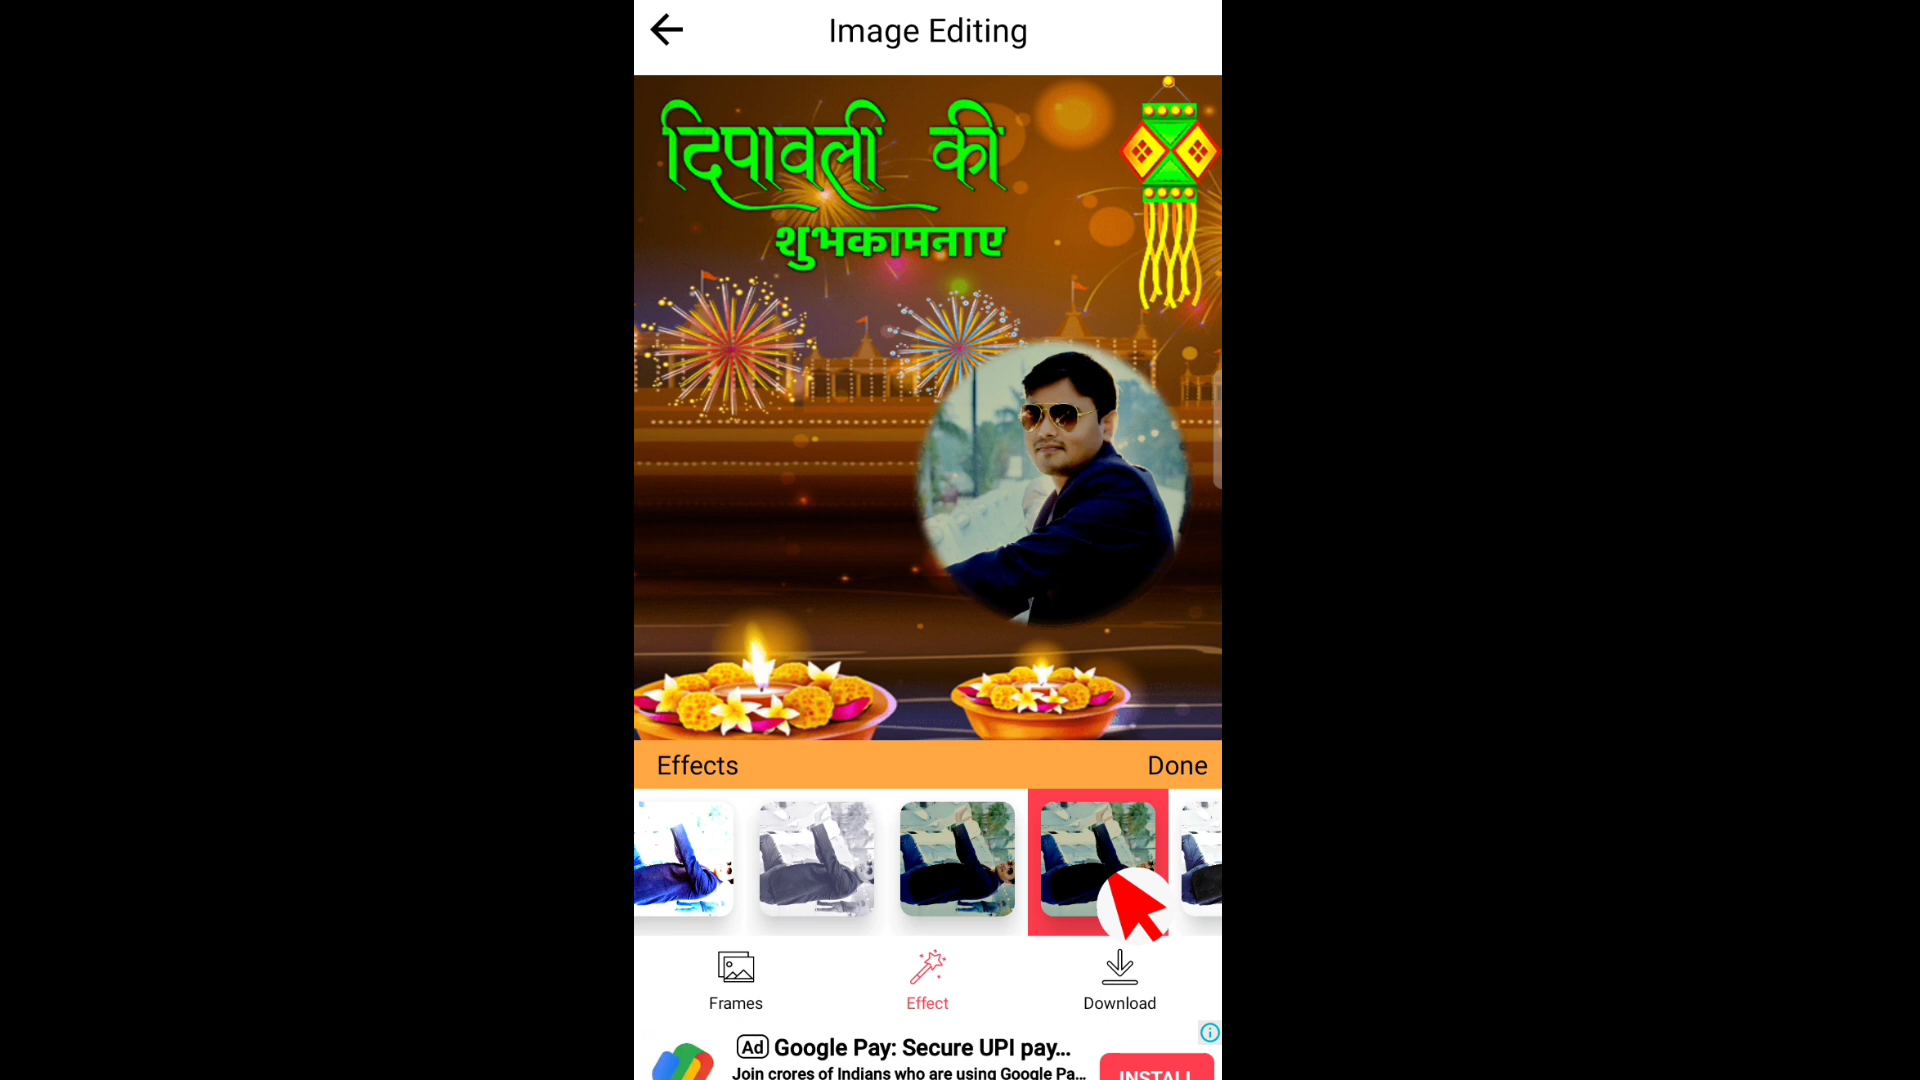 Image Editing
दिपावली की
शुभकामनाए
Effects
Done
Frames
Effect
Download
Ad Google Pay: Secure UPI pay...
Join crores of Indians who are using Google Pa...
INSTALL